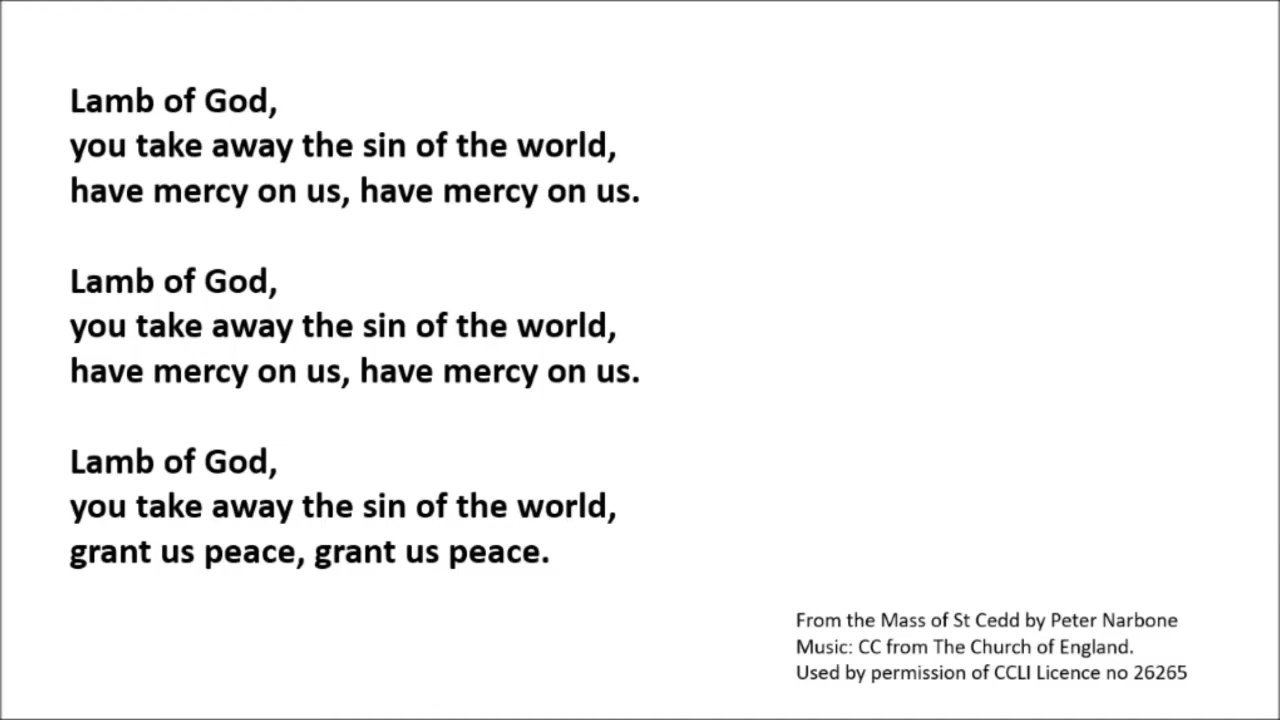 Lamb of God,
you take away the sin of the world,
have mercy on us, have mercy on us.
Lamb of God,
you take away the sin of the world,
have mercy on us, have mercy on us.
Lamb of God,
you take away the sin of the world,
grant us peace, grant us peace.
From the Mass of St Cedd by Peter Narbone
Music: CC from The Church of England.
Used by permission of CCLI Licence no 26265